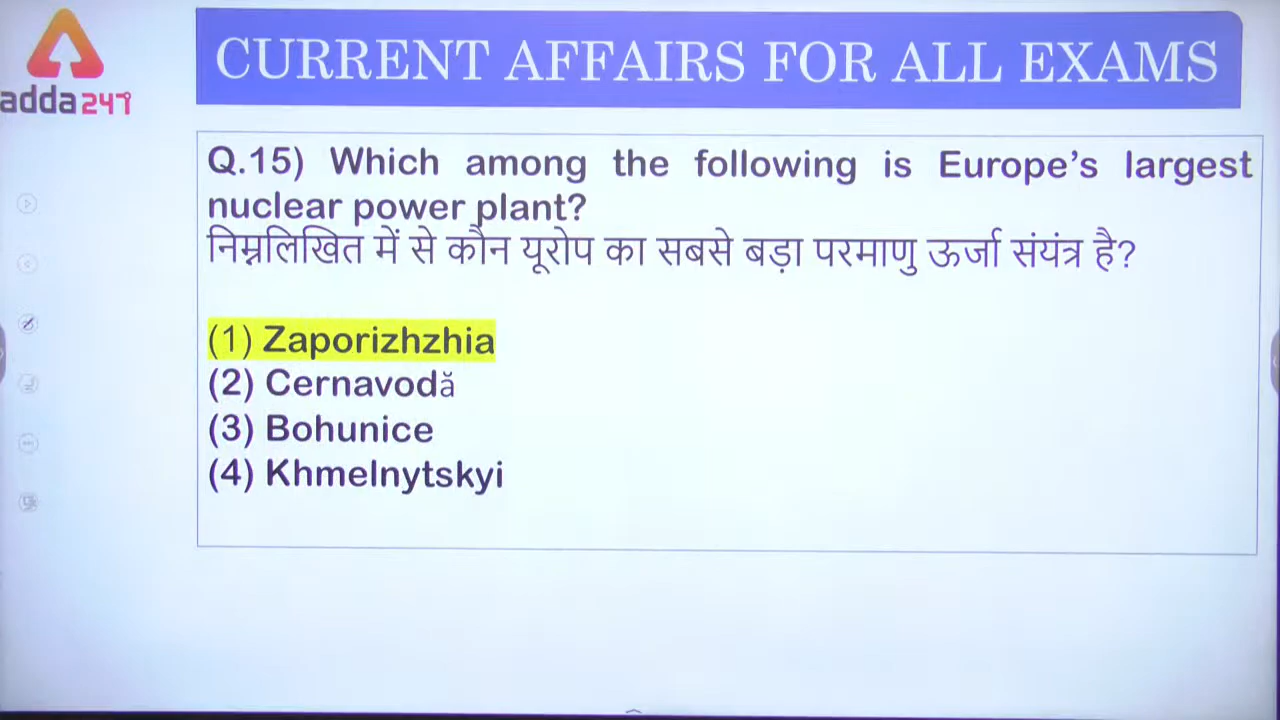 adda247
CURRENT AFFAIRS FOR ALL EXAMS
Q.15) Which among the following is Europe’s largest
nuclear power plant?
निम्नलिखित में से कौन यूरोप का सबसे बड़ा परमाणु ऊर्जा संयंत्र है?
(1) Zaporizhzhia
(2) Cernavodă
(3) Bohunice
(4) Khmelnytskyi